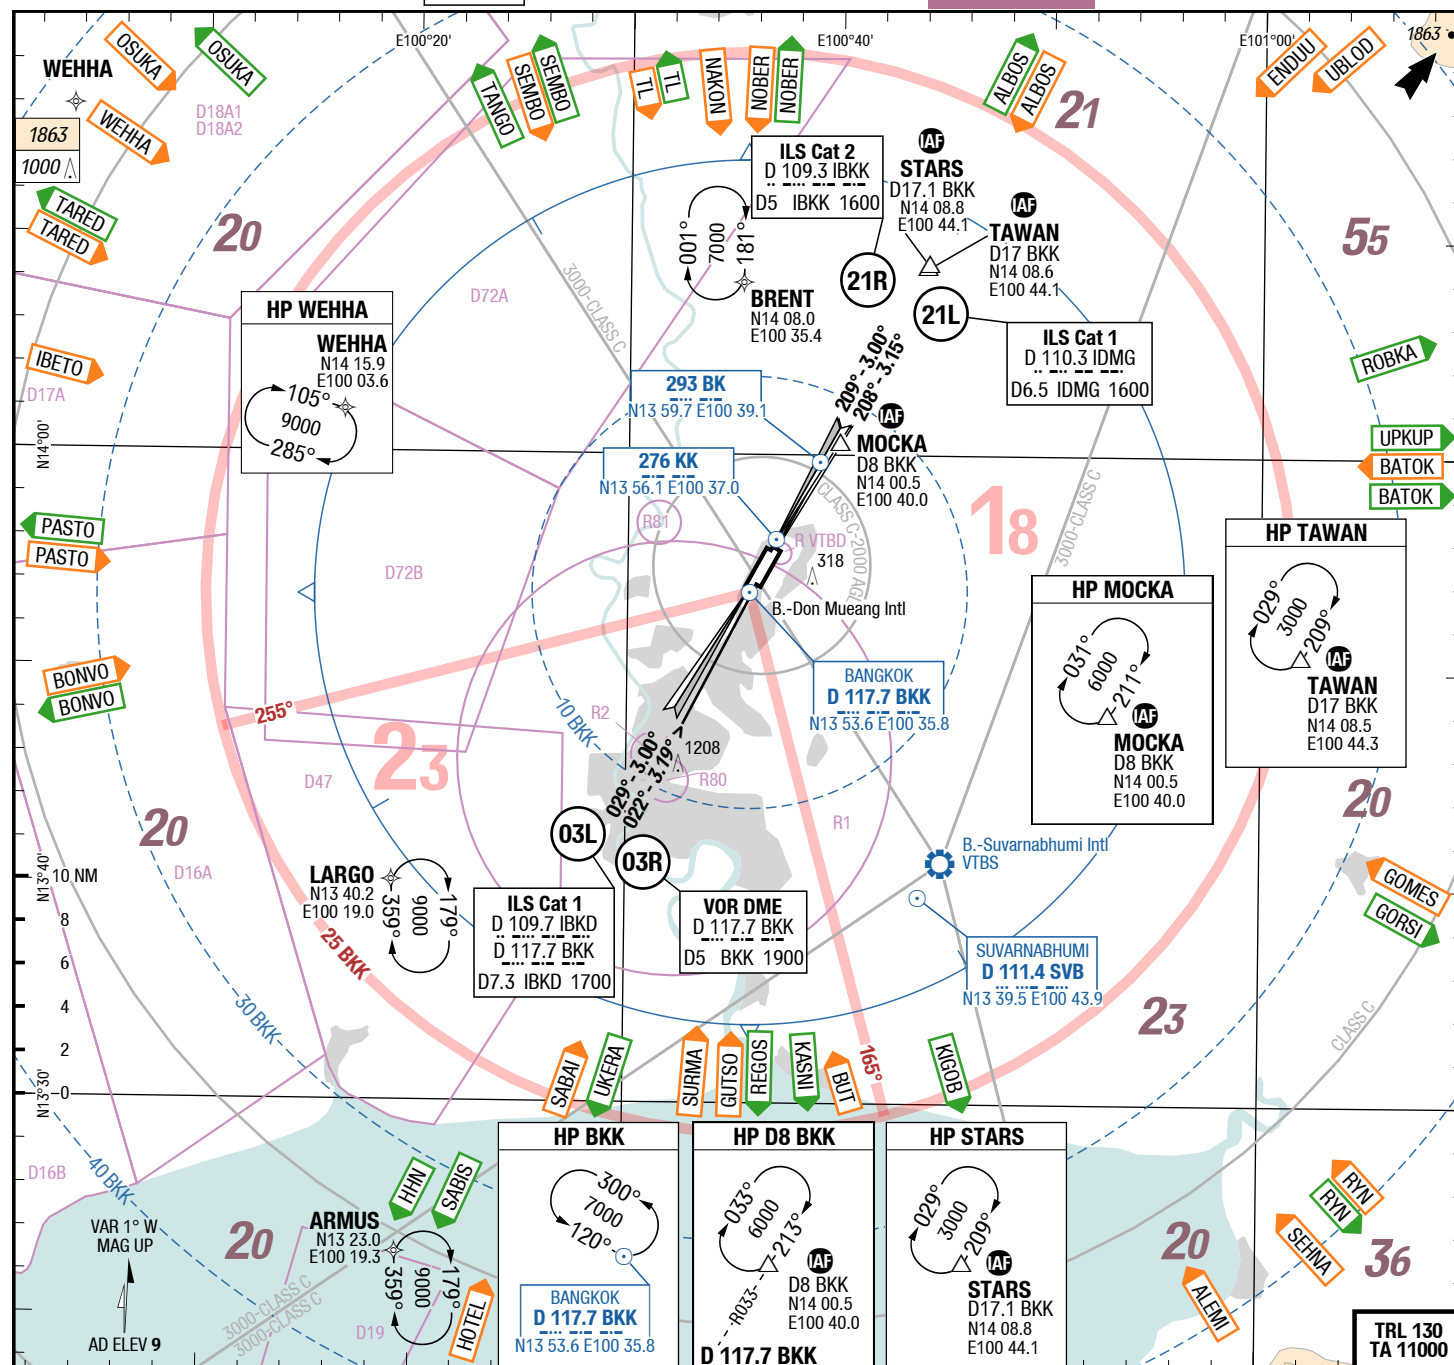 E100°20'
E100°40'
E101°00'
WEHHA
OSUKA
OSUKA
WEHHA
TANGO
SEMBO
SEMBO
TL
TL
NAKON
NOBER
NOBER
ALBOS
ALBOS
ENDUU
UBLOD
1863
D18A1
D18A2
1863
1000
TARED
TARED
20
21
55
ILS Cat 2
D 109.3 IBKK
D5 IBKK 1600
IAF
STARS
D17.1 BKK
N14 08.8
E100 44.1
IAF
TAWAN
D17 BKK
N14 08.6
E100 44.1
001°
7000
181°
BRENT
N14 08.0
E100 35.4
21R
21L
3000-CLASS C
D72A
HP WEHHA
WEHHA
N14 15.9
E100 03.6
105°
9000
285°
IBETO
D17A
N14°00'
ILS Cat 1
D 110.3 IDMG
D6.5 IDMG 1600
ROBKA
209° - 3.00°
208° - 3.15°
293 BK
N13 59.7 E100 39.1
IAF
MOCKA
D8 BKK
N14 00.5
E100 40.0
276 KK
N13 56.1 E100 37.0
UPKUP
BATOK
BATOK
CLASS C-2000 AGL
3000-CLASS C
18
R81
R VTBD
318
PASTO
PASTO
D72B
B.-Don Mueang Intl
HP TAWAN
029°
3000
209°
IAF
TAWAN
D17 BKK
N14 08.5
E100 44.3
HP MOCKA
031°
6000
211°
IAF
MOCKA
D8 BKK
N14 00.5
E100 40.0
BONVO
BONVO
255°
23
10 BKK
R2
BANGKOK
D 117.7 BKK
N13 53.6 E100 35.8
1208
R80
029° - 3.00°
022° - 3.19°
D47
20
20
R1
03L
03R
B.-Suvarnabhumi Intl
VTBS
N13°40'
10 NM
8
6
4
2
0
N13°30'
D16A
LARGO
N13 40.2
E100 19.0
359°
9000
179°
ILS Cat 1
D 109.7 IBKD
D 117.7 BKK
D7.3 IBKD 1700
VOR DME
D 117.7 BKK
D5 BKK 1900
GOMES
GORSI
25 BKK
SUVARNABHUMI
D 111.4 SVB
N13 39.5 E100 43.9
30 BKK
23
CLASS C
SABAI
UKERA
SURMA
GUTSO
REGOS
KASNI
BUT
165°
KIGOB
D16B
40 BKK
HHN
SABIS
VAR 1° W
MAG UP
AD ELEV 9
20
ARMUS
N13 23.0
E100 19.3
359°
9000
179°
3000-CLASS C
3000-CLASS C
D19
HOTEL
HP BKK
300°
7000
120°
BANGKOK
D 117.7 BKK
N13 53.6 E100 35.8
HP D8 BKK
033°
6000
213°
R033
IAF
D8 BKK
N14 00.5
E100 40.0
D 117.7 BKK
HP STARS
029°
3000
209°
IAF
STARS
D17.1 BKK
N14 08.8
E100 44.1
20
ALEMI
SEHNA
RYN
RYN
36
TRL 130
TA 11000